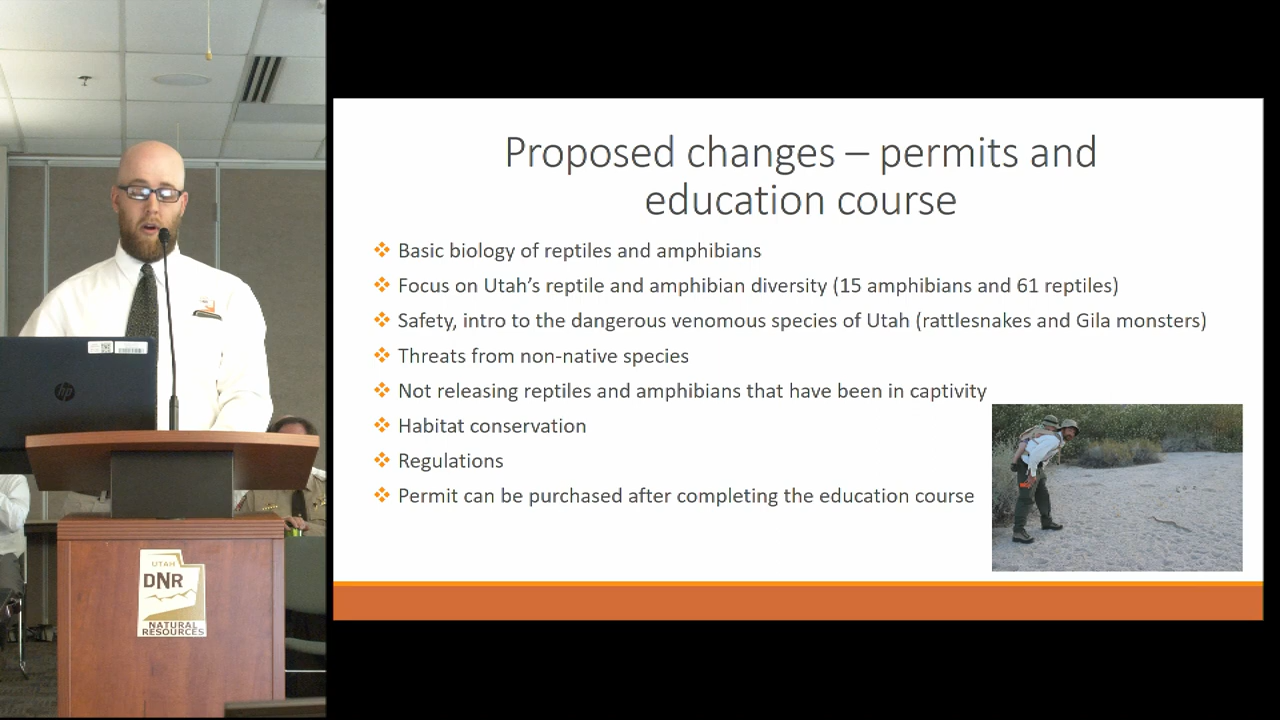 Proposed changes – permits and
education course
Basic biology of reptiles and amphibians
Focus on Utah’s reptile and amphibian diversity (15 amphibians and 61 reptiles)
Safety, intro to the dangerous venomous species of Utah (rattlesnakes and Gila monsters)
Threats from non-native species
Not releasing reptiles and amphibians that have been in captivity
Habitat conservation
Regulations
Permit can be purchased after completing the education course
hp
UTAH
DNR
NATURAL
RESOURCES